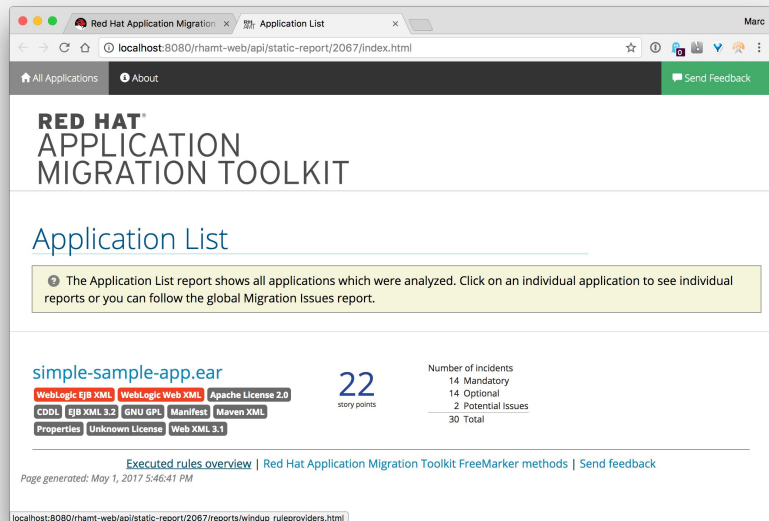 Red Hat Application Migration
Application List
Marc
localhost:8080/rhamt-web/api/static-report/2067/index.html
0
All Applications
About
Send Feedback
RED HAT®
APPLICATION
MIGRATION TOOLKIT
Application List
The Application List report shows all applications which were analyzed. Click on an individual application to see individual
reports or you can follow the global Migration Issues report.
simple-sample-app.ear
WebLogic EJB XML WebLogic Web XML Apache License 2.0
CDDL EJB XML 3.2 GNU GPL Manifest Maven XML
Properties Unknown License Web XML 3.1
22
story points
Number of incidents
14 Mandatory
14 Optional
2 Potential Issues
30 Total
Executed rules overview | Red Hat Application Migration Toolkit FreeMarker methods | Send feedback
Page generated: May 1, 2017 5:46:41 PM
localhost:8080/rhamt-web/api/static-report/2067/reports/windup_ruleproviders.html